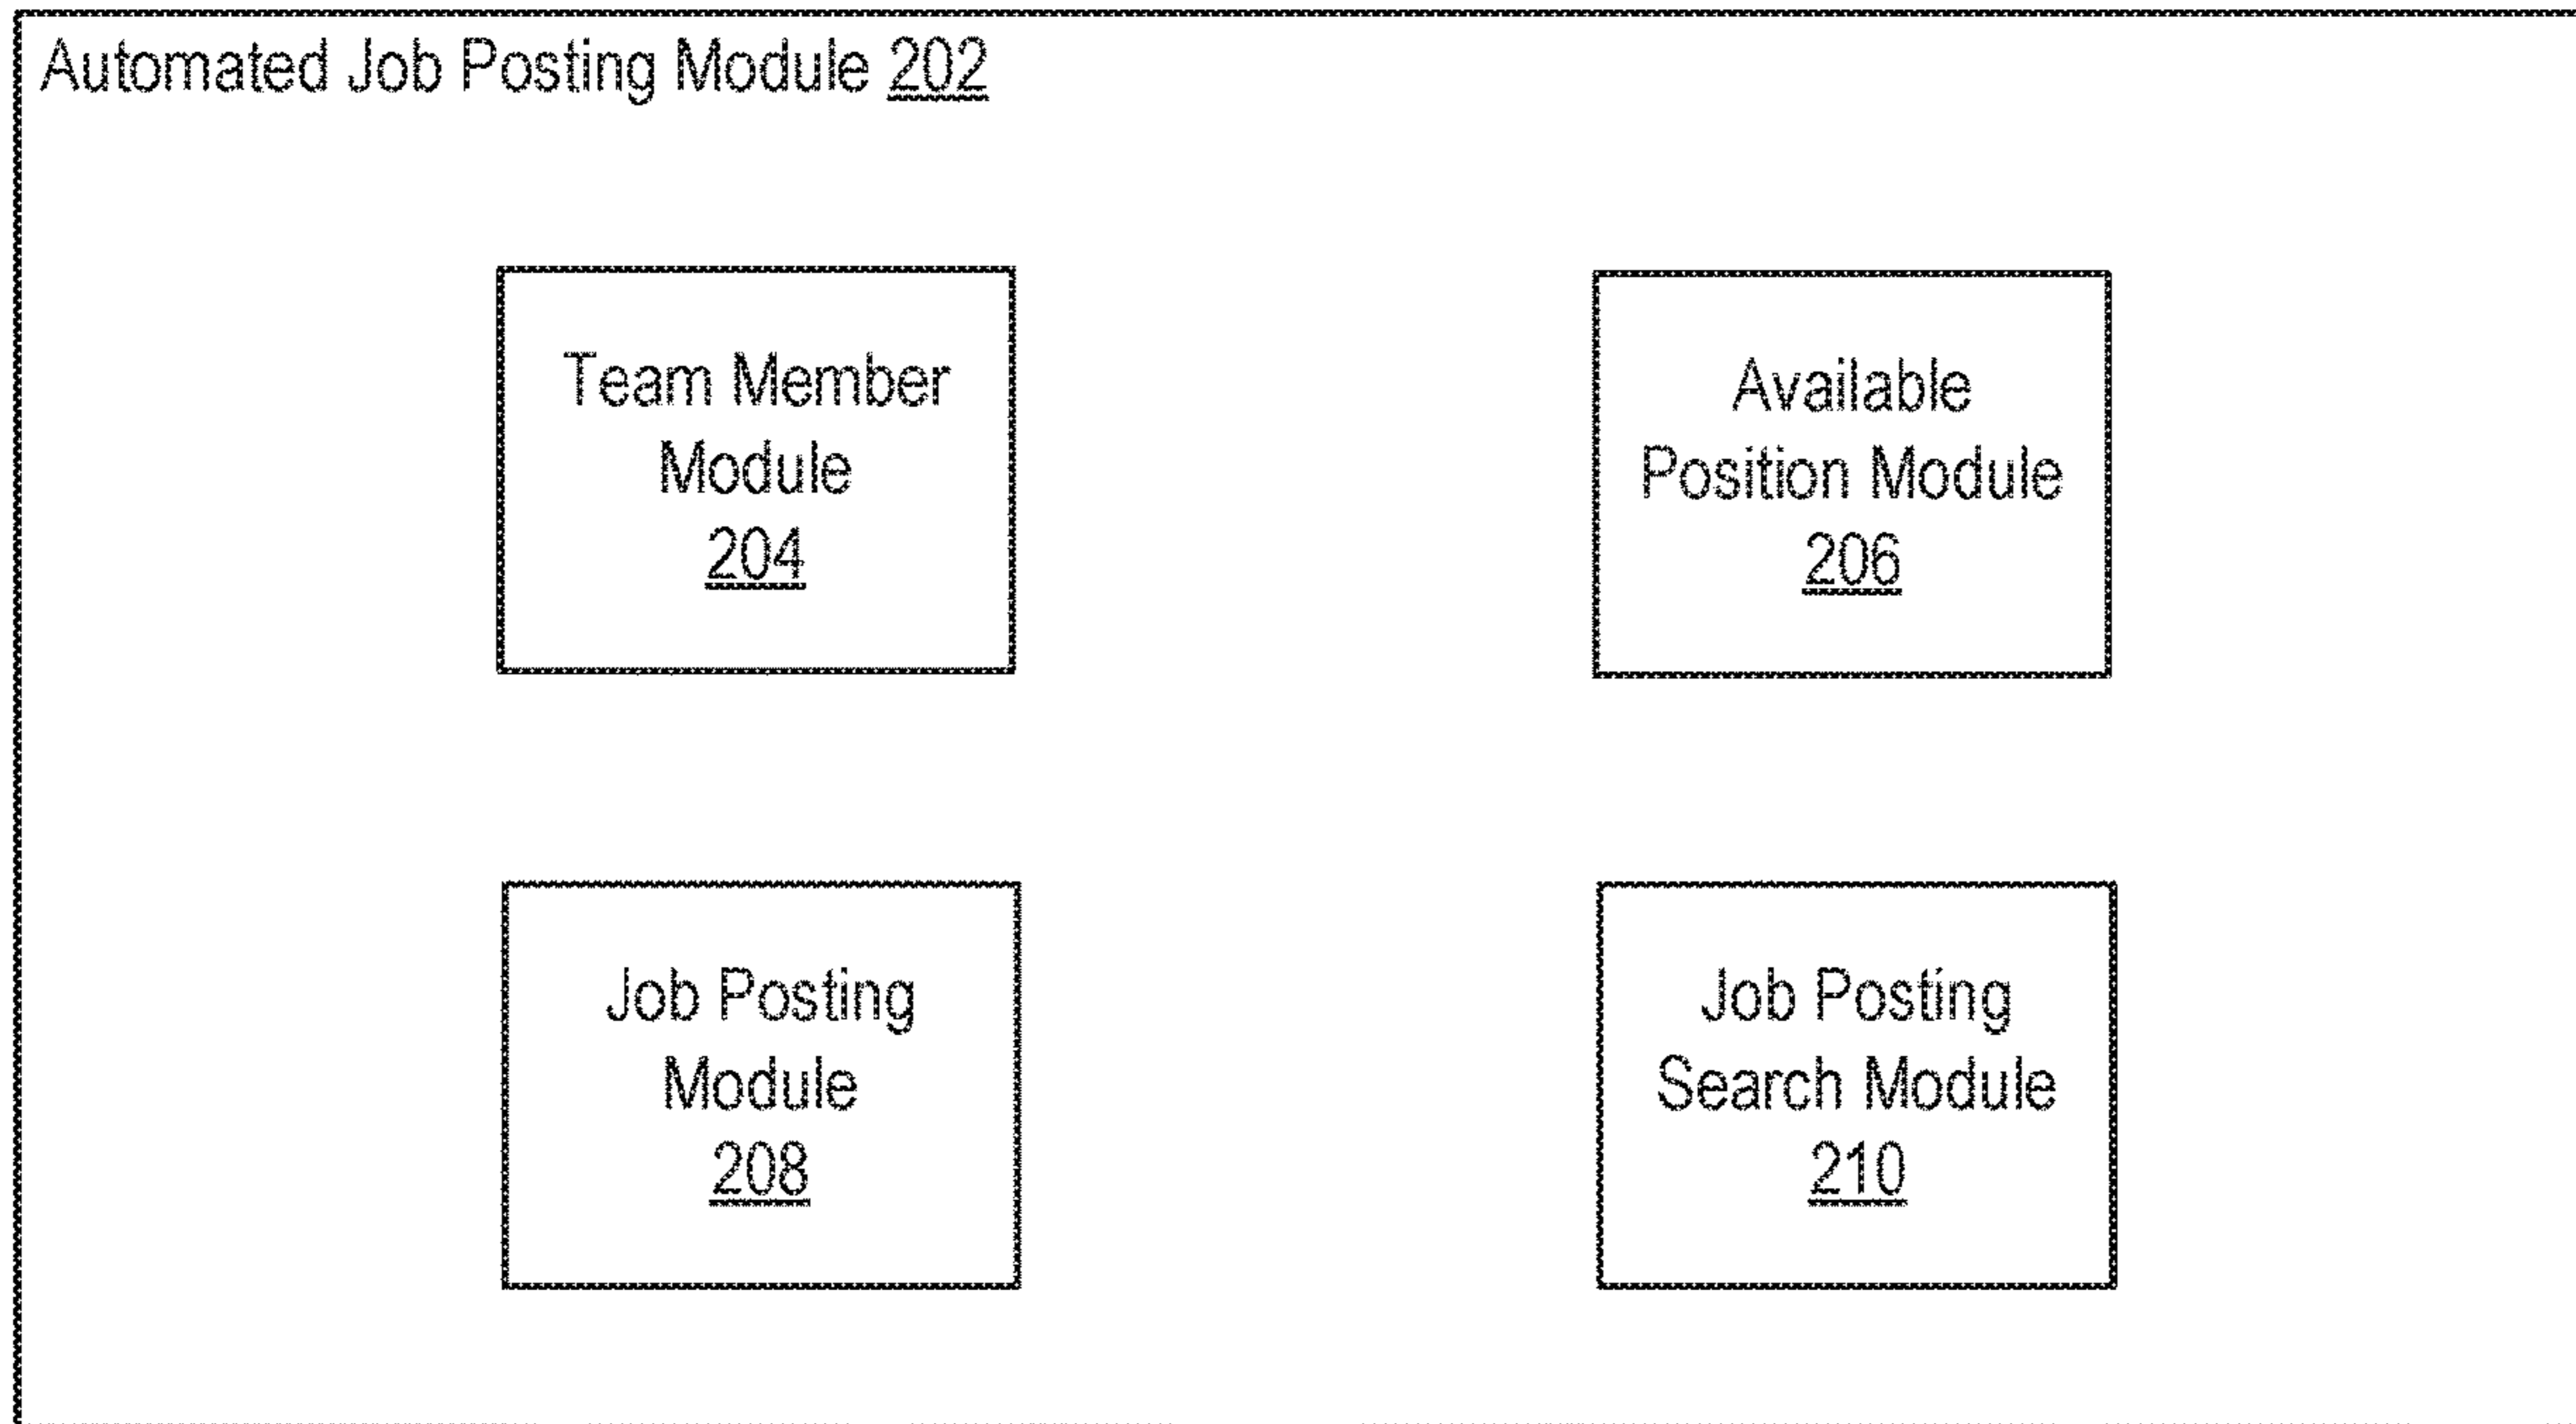 Automated Job Posting Module 202
Team Member
Module
204
Available
Position Module
206
Job Posting
Module
208
Job Posting
Search Module
210